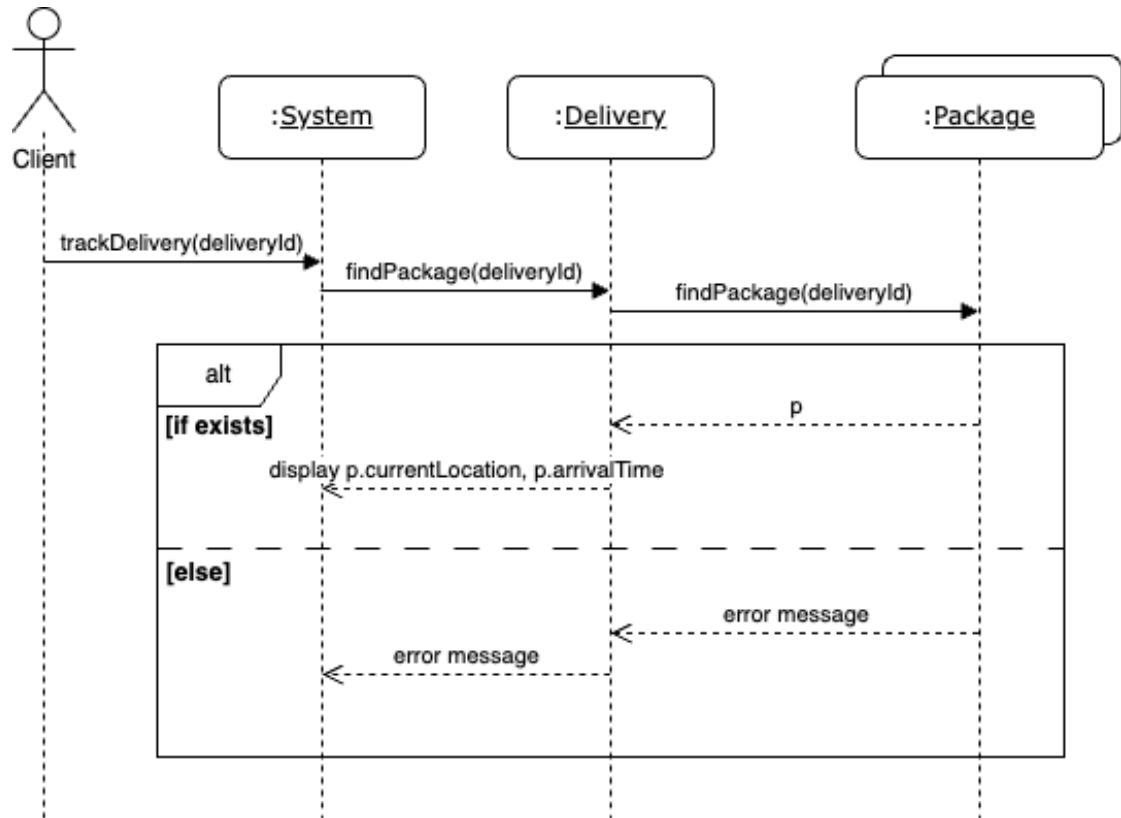 Client
:System
:Delivery
:Package
trackDelivery(deliveryId)
findPackage(deliveryId)
findPackage(deliveryId)
alt
[if exists]
p
display p.currentLocation, p.arrivalTime
[else]
error message
error message